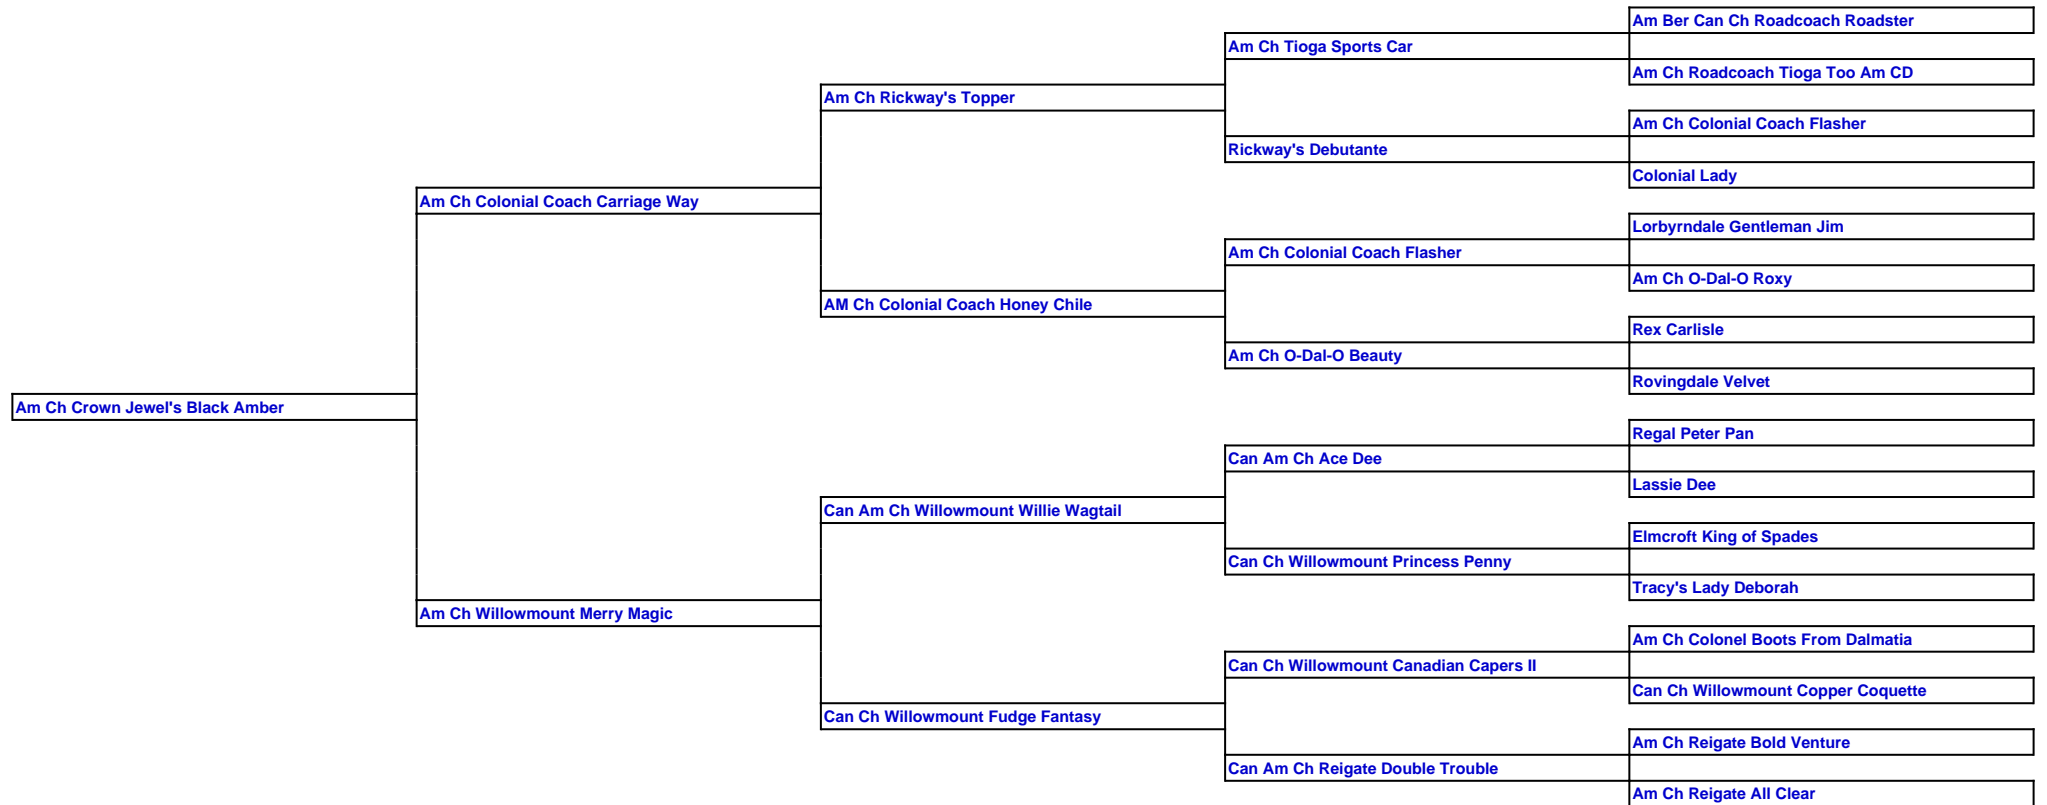 Am Ber Can Ch Roadcoach Roadster
Am Ch Tioga Sports Car
Am Ch Roadcoach Tioga Too Am CD
Am Ch Rickway's Topper
Am Ch Colonial Coach Flasher
Rickway's Debutante
Colonial Lady
Am Ch Colonial Coach Carriage Way
Lorbyrndale Gentleman Jim
Am Ch Colonial Coach Flasher
Am Ch O-Dal-O Roxy
AM Ch Colonial Coach Honey Chile
Rex Carlisle
Am Ch O-Dal-O Beauty
Rovingdale Velvet
Am Ch Crown Jewel's Black Amber
Regal Peter Pan
Can Am Ch Ace Dee
Lassie Dee
Can Am Ch Willowmount Willie Wagtail
Elmcroft King of Spades
Can Ch Willowmount Princess Penny
Tracy's Lady Deborah
Am Ch Willowmount Merry Magic
Am Ch Colonel Boots From Dalmatia
Can Ch Willowmount Canadian Capers II
Can Ch Willowmount Copper Coquette
Can Ch Willowmount Fudge Fantasy
Am Ch Reigate Bold Venture
Can Am Ch Reigate Double Trouble
Am Ch Reigate All Clear